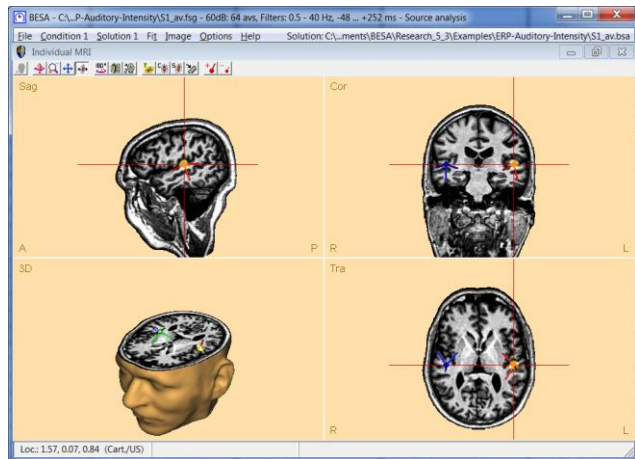 BESA - C:\...P-Auditory-Intensity\S1_av.fsg - 60dB: 64 avs, Filters: 0.5 - 40 Hz, -48 ... +252 ms - Source analysis
File Condition 1 Solution 1 Fit Image Options Help Solution: C:\...ments\BESA\Research_5_3\Examples\ERP-Auditory-Intensity\S1_av.bsa
Individual MRI
Sag
Cor
A
P
R
L
3D
Tra
R
L
Loc.: 1.57, 0.07, 0.84 (Cart./US)